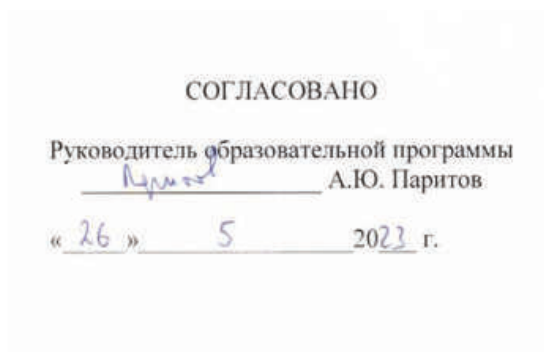 СОГЛАСОВАНО
Руководитель образовательной программы
А.Ю. Паритов
« 26 » 5 2023 г.